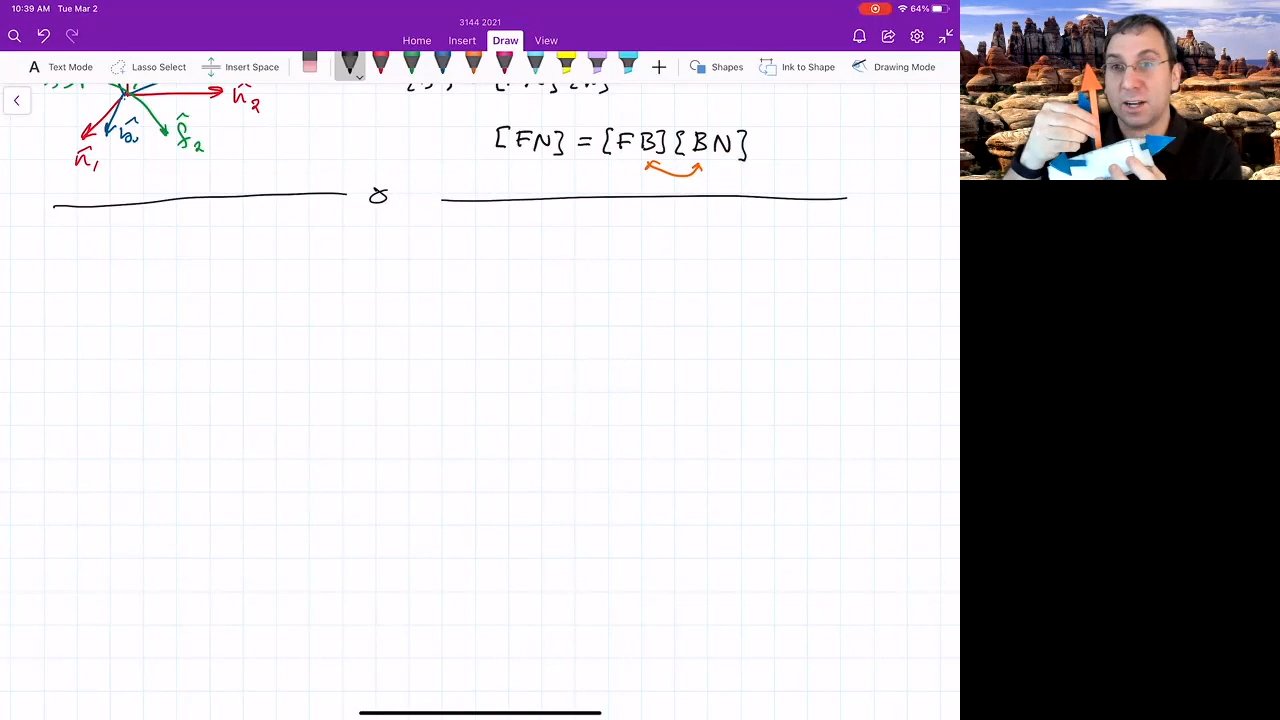 10:39 AM Tue Mar 2
64%
3144 2021
Home Insert Draw View
Text Mode Lasso Select Insert Space Shapes Ink to Shape Drawing Mode
n̂2
f̂2
n̂1
[FN] = [FB][BN]